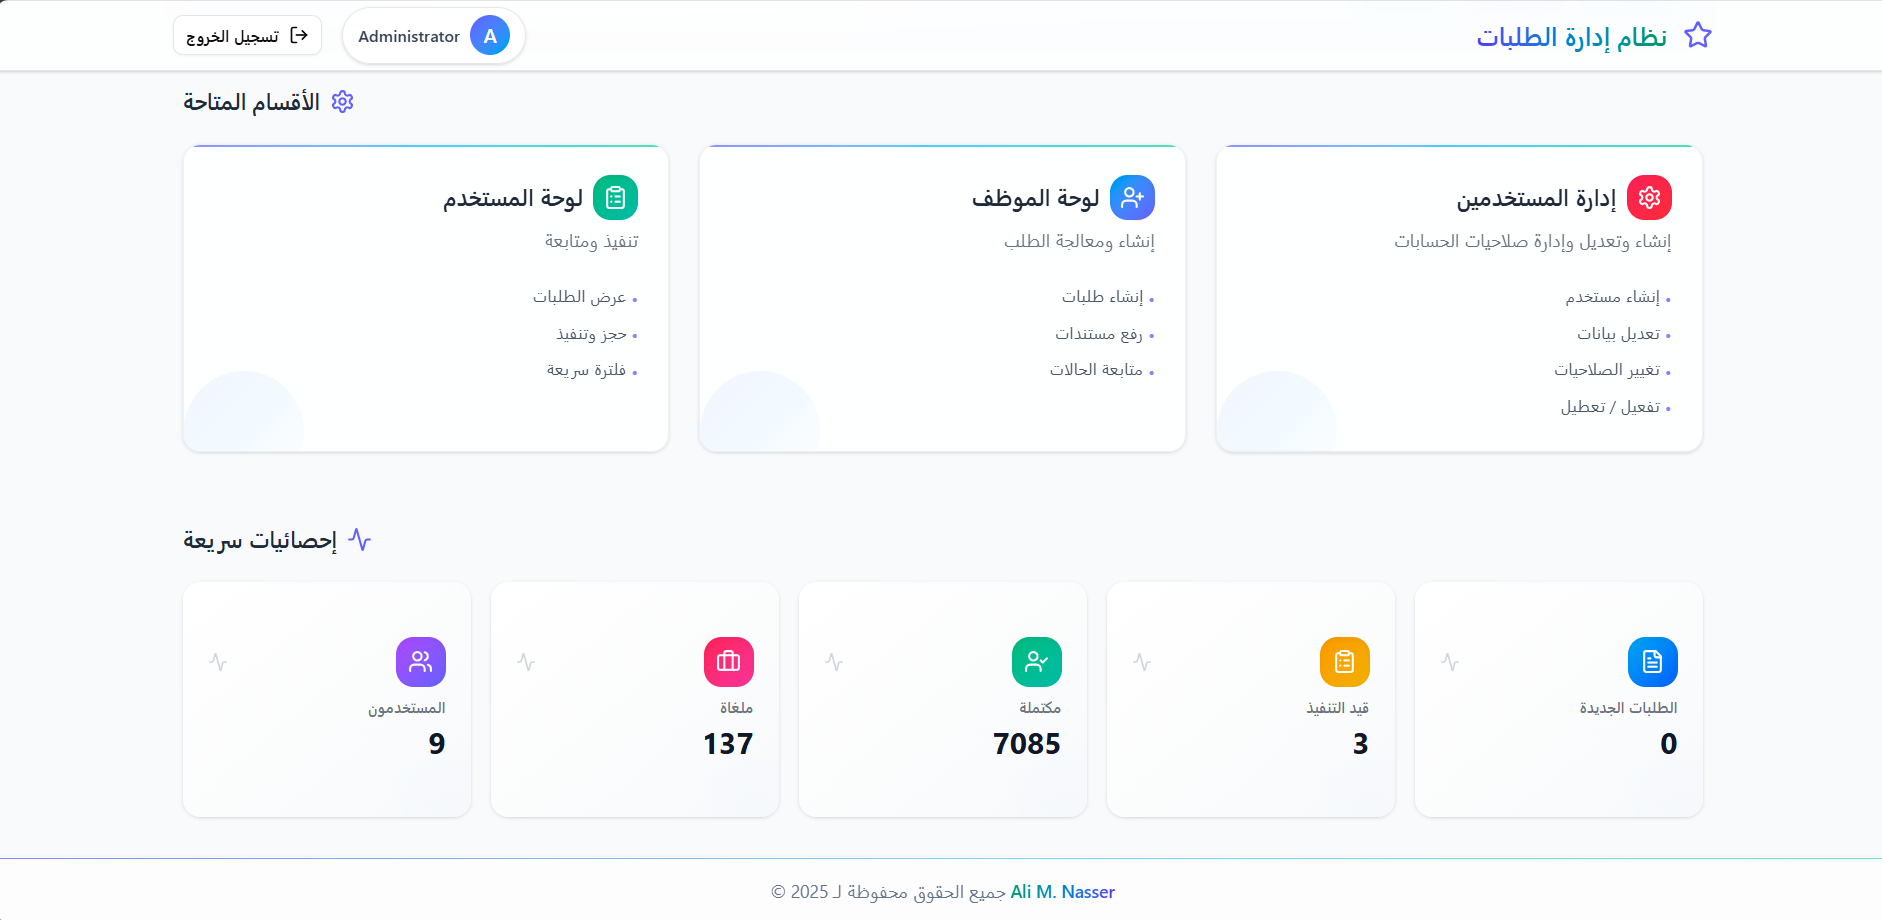 نظام إدارة الطلبات
A Administrator
تسجيل الخروج
الأقسام المتاحة
إدارة المستخدمين
إنشاء وتعديل وإدارة صلاحيات الحسابات
• إنشاء مستخدم
• تعديل بيانات
• تغيير الصلاحيات
• تفعيل / تعطيل
لوحة الموظف
إنشاء ومعالجة الطلب
• إنشاء طلبات
• رفع مستندات
• متابعة الحالات
لوحة المستخدم
تنفيذ ومتابعة
• عرض الطلبات
• حجز وتنفيذ
• فلترة سريعة
إحصائيات سريعة
الطلبات الجديدة
0
قيد التنفيذ
3
مكتملة
7085
ملغاة
137
المستخدمون
9
Ali M. Nasser جميع الحقوق محفوظة لـ 2025 ©